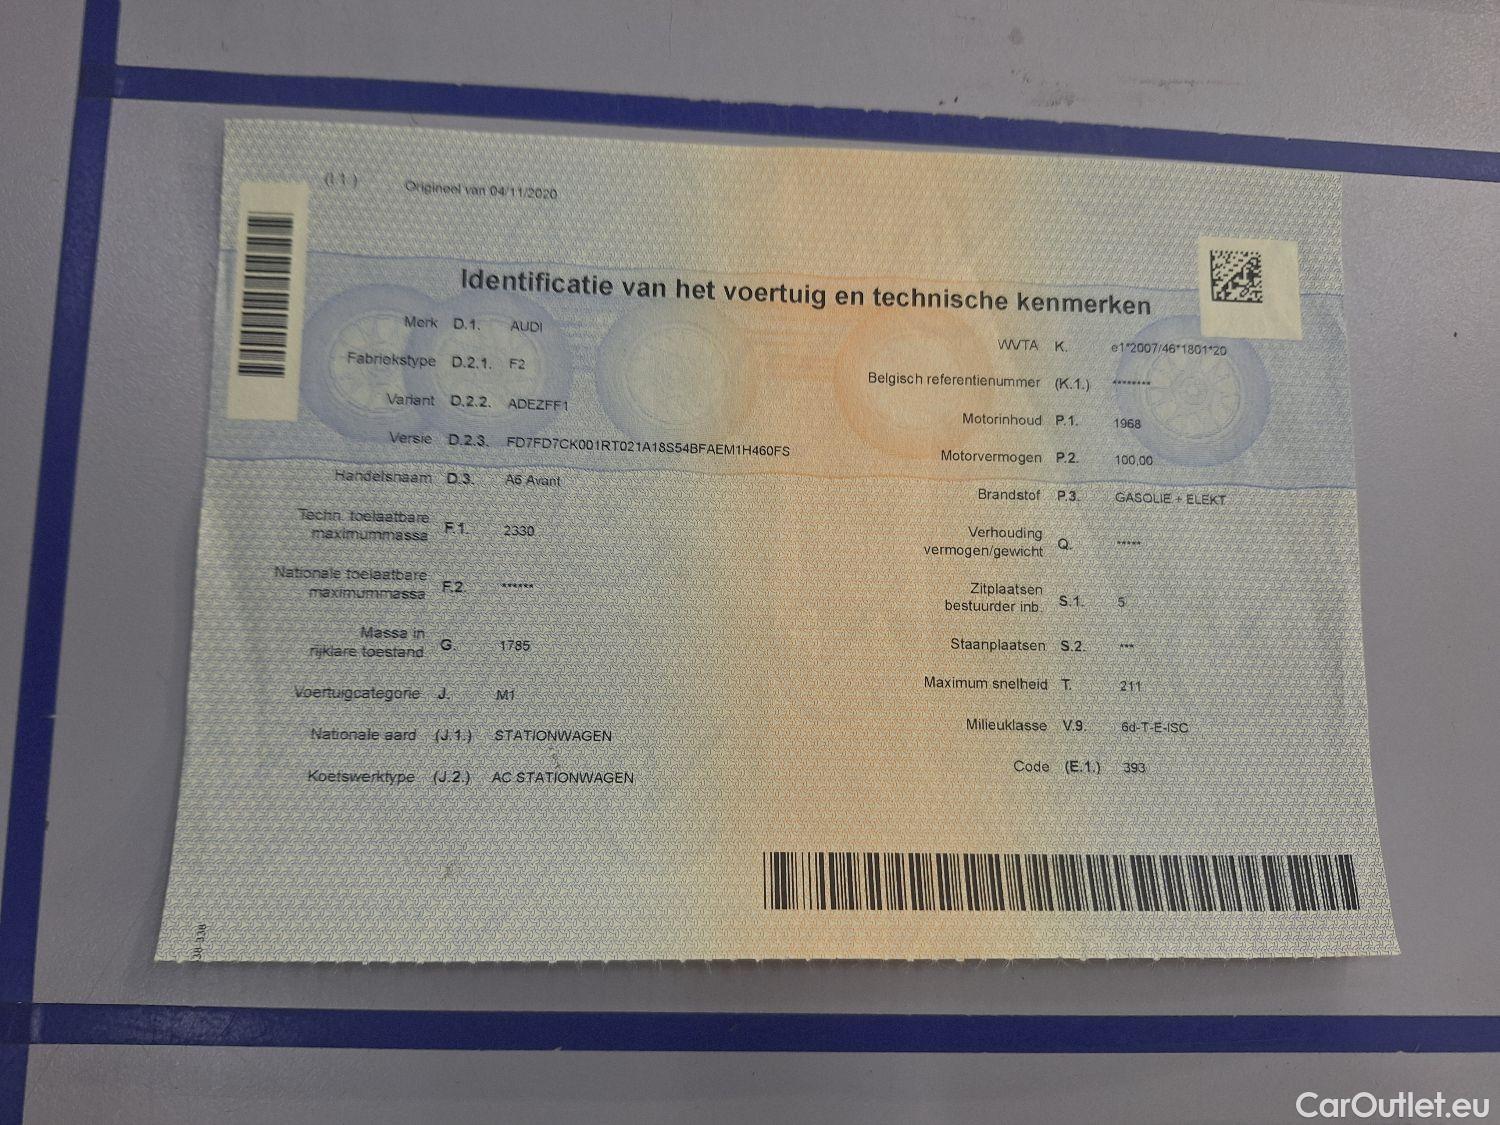 (I.1.) Origineel van 04/11/2020
Identificatie van het voertuig en technische kenmerken
Merk D.1. AUDI
Fabriekstype D.2.1. F2
Variant D.2.2. ADEZFF1
Versie D.2.3. FD7FD7CK001RT021A18S54BFAEM1H460FS
Handelsnaam D.3. A6 Avant
Techn. toelaatbare
maximummassa F.1. 2330
Nationale toelaatbare
maximummassa F.2. ******
Massa in
rijklare toestand G. 1785
Voertuigcategorie J. M1
Nationale aard (J.1.) STATIONWAGEN
Koetswerktype (J.2.) AC STATIONWAGEN
WVTA K. e1*2007/46*1801*20
Belgisch referentienummer (K.1.) ********
Motorinhoud P.1. 1968
Motorvermogen P.2. 100,00
Brandstof P.3. GASOLIE + ELEKT
Verhouding
vermogen/gewicht Q. *****
Zitplaatsen
bestuurder inb. S.1. 5
Staanplaatsen S.2. ***
Maximum snelheid T. 211
Milieuklasse V.9. 6d-T-E-ISC
Code (E.1.) 393
CarOutlet.eu